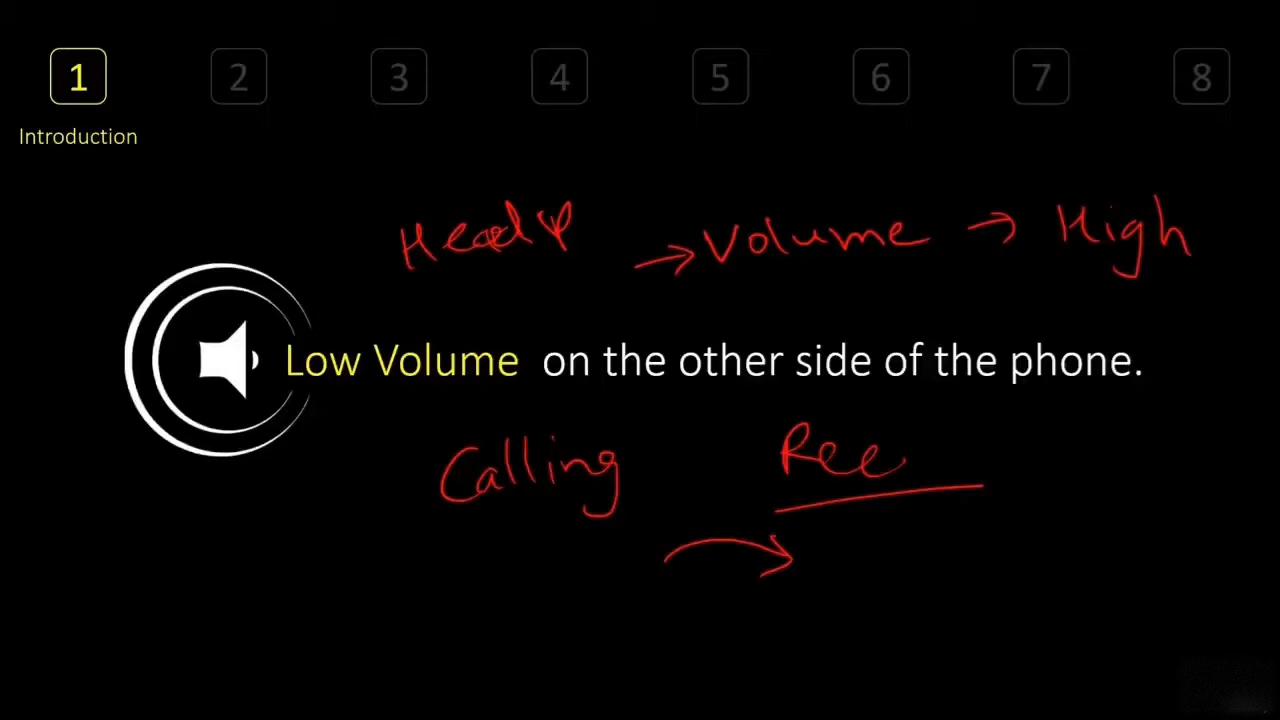 1 2 3 4 5 6 7 8
Introduction
→ Volume → High
Low Volume on the other side of the phone.
Calling